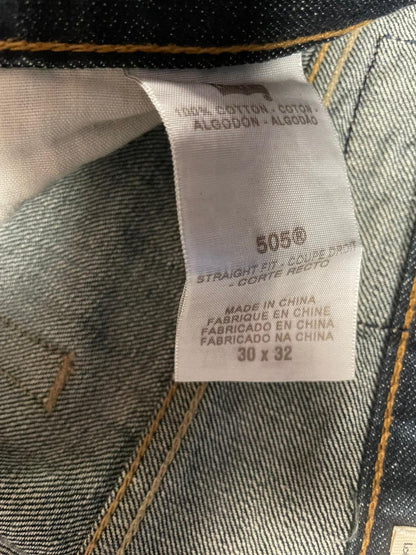 100% COTTON - COTON -
ALGODÓN - ALGODÃO
505®
STRAIGHT FIT - COUPE DROIT
- CORTE RECTO
MADE IN CHINA
FABRIQUE EN CHINE
FABRICADO EN CHINA
FABRICADO NA CHINA
30 x 32